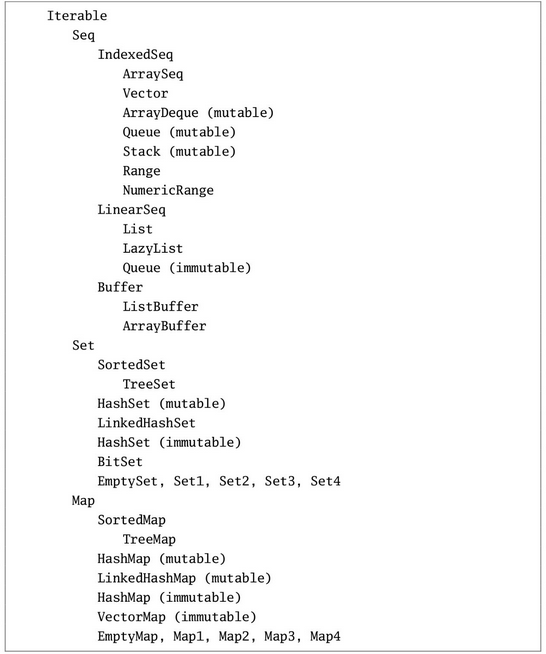 Iterable
Seq
IndexedSeq
ArraySeq
Vector
ArrayDeque (mutable)
Queue (mutable)
Stack (mutable)
Range
NumericRange
LinearSeq
List
LazyList
Queue (immutable)
Buffer
ListBuffer
ArrayBuffer
Set
SortedSet
TreeSet
HashSet (mutable)
LinkedHashSet
HashSet (immutable)
BitSet
EmptySet, Set1, Set2, Set3, Set4
Map
SortedMap
TreeMap
HashMap (mutable)
LinkedHashMap (mutable)
HashMap (immutable)
VectorMap (immutable)
EmptyMap, Map1, Map2, Map3, Map4